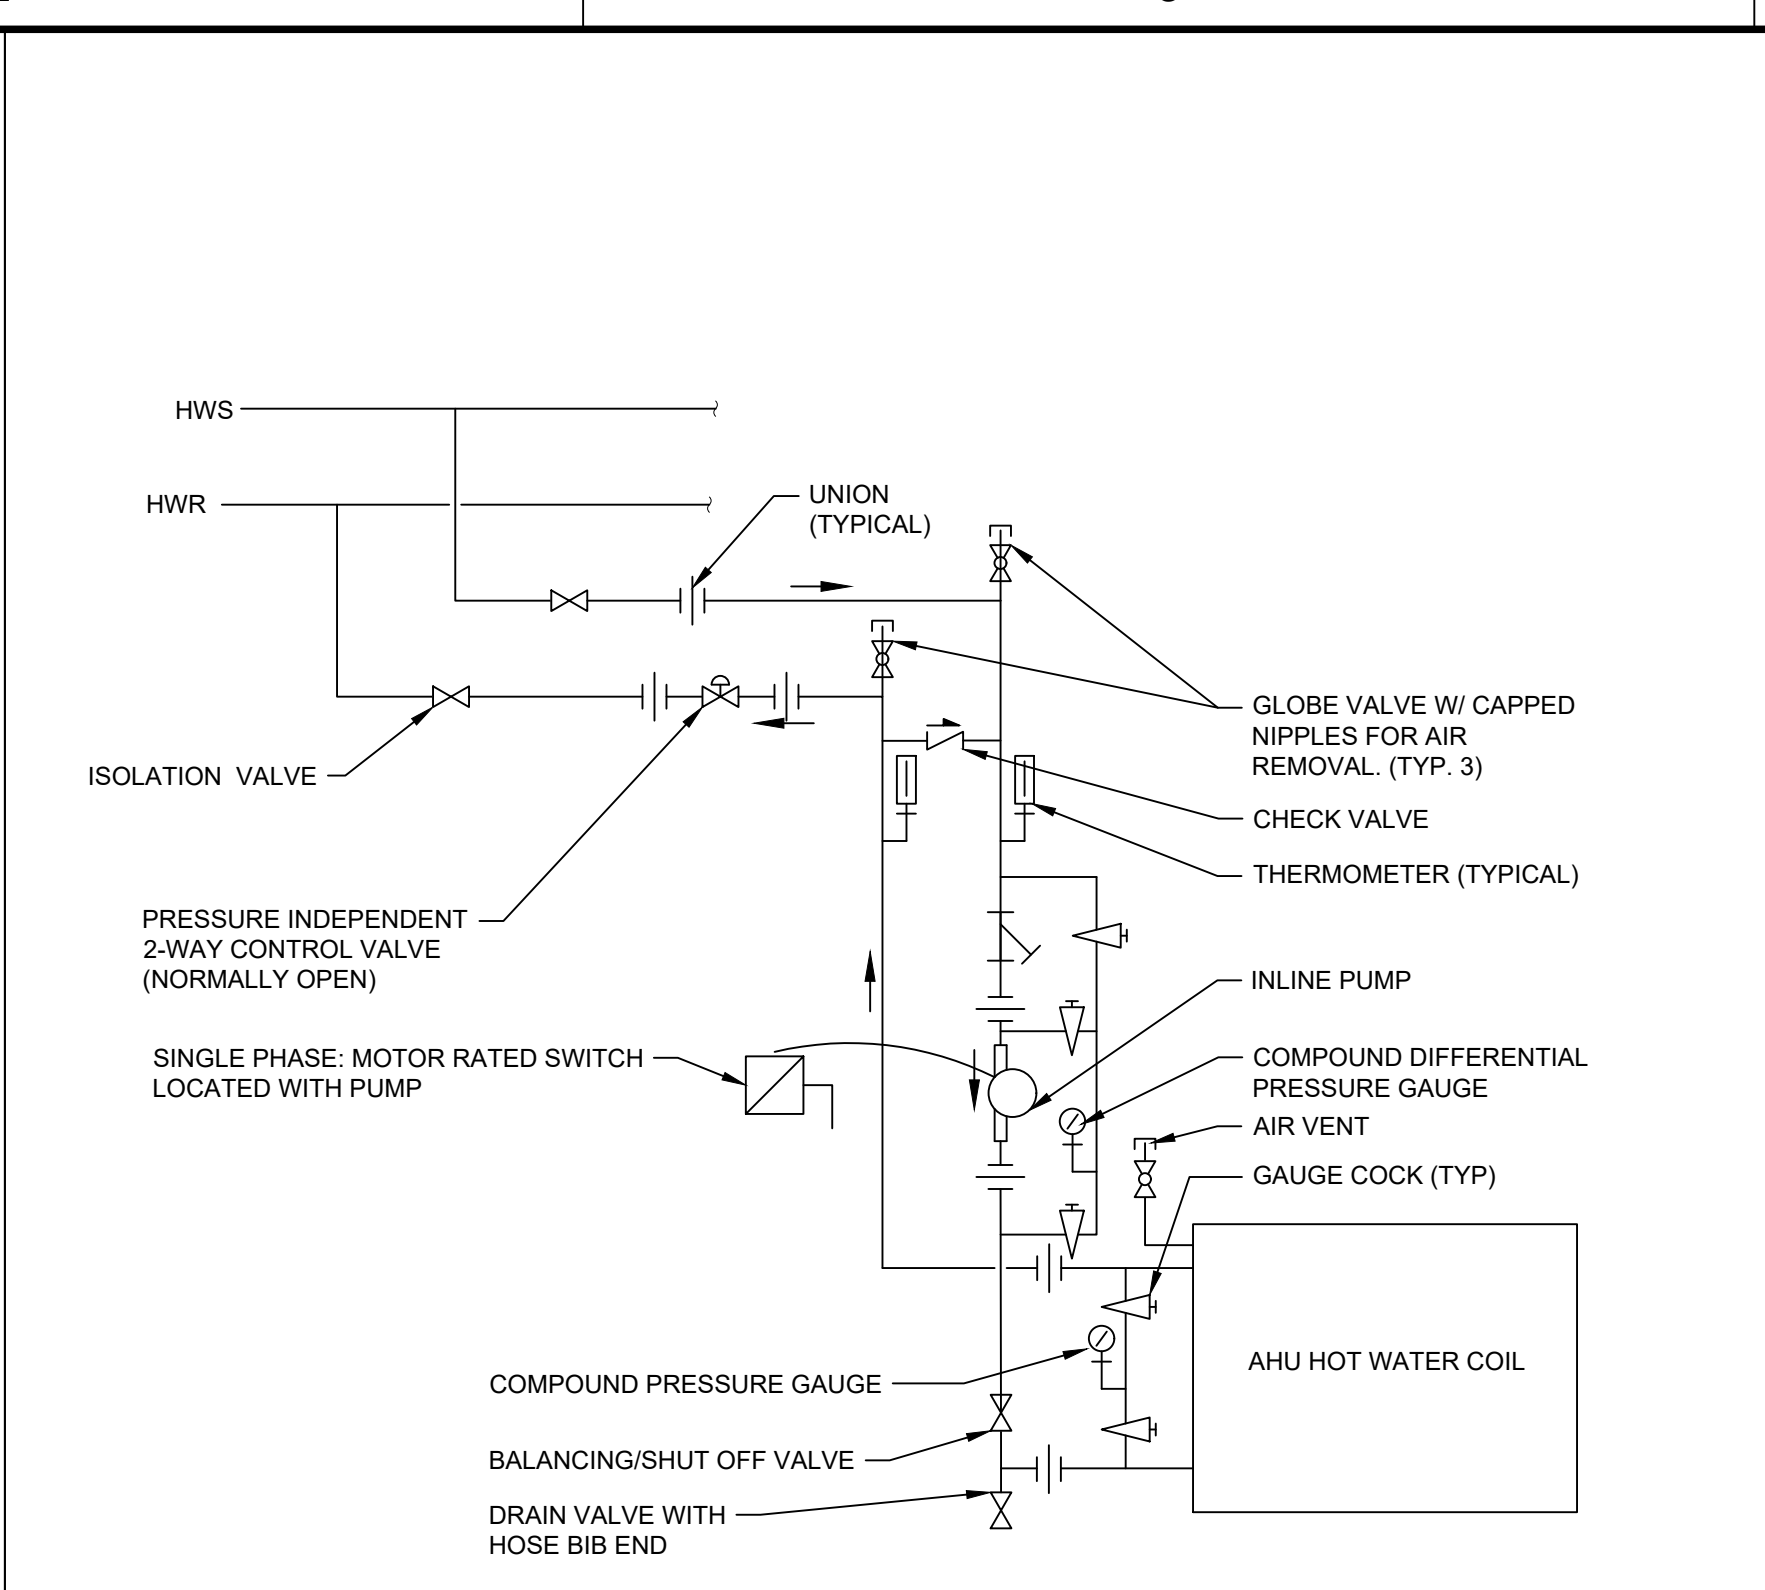 HWS
HWR
UNION
(TYPICAL)
GLOBE VALVE W/ CAPPED
NIPPLES FOR AIR
REMOVAL. (TYP. 3)
ISOLATION VALVE
CHECK VALVE
THERMOMETER (TYPICAL)
PRESSURE INDEPENDENT
2-WAY CONTROL VALVE
(NORMALLY OPEN)
INLINE PUMP
SINGLE PHASE: MOTOR RATED SWITCH
LOCATED WITH PUMP
COMPOUND DIFFERENTIAL
PRESSURE GAUGE
AIR VENT
GAUGE COCK (TYP)
AHU HOT WATER COIL
COMPOUND PRESSURE GAUGE
BALANCING/SHUT OFF VALVE
DRAIN VALVE WITH
HOSE BIB END